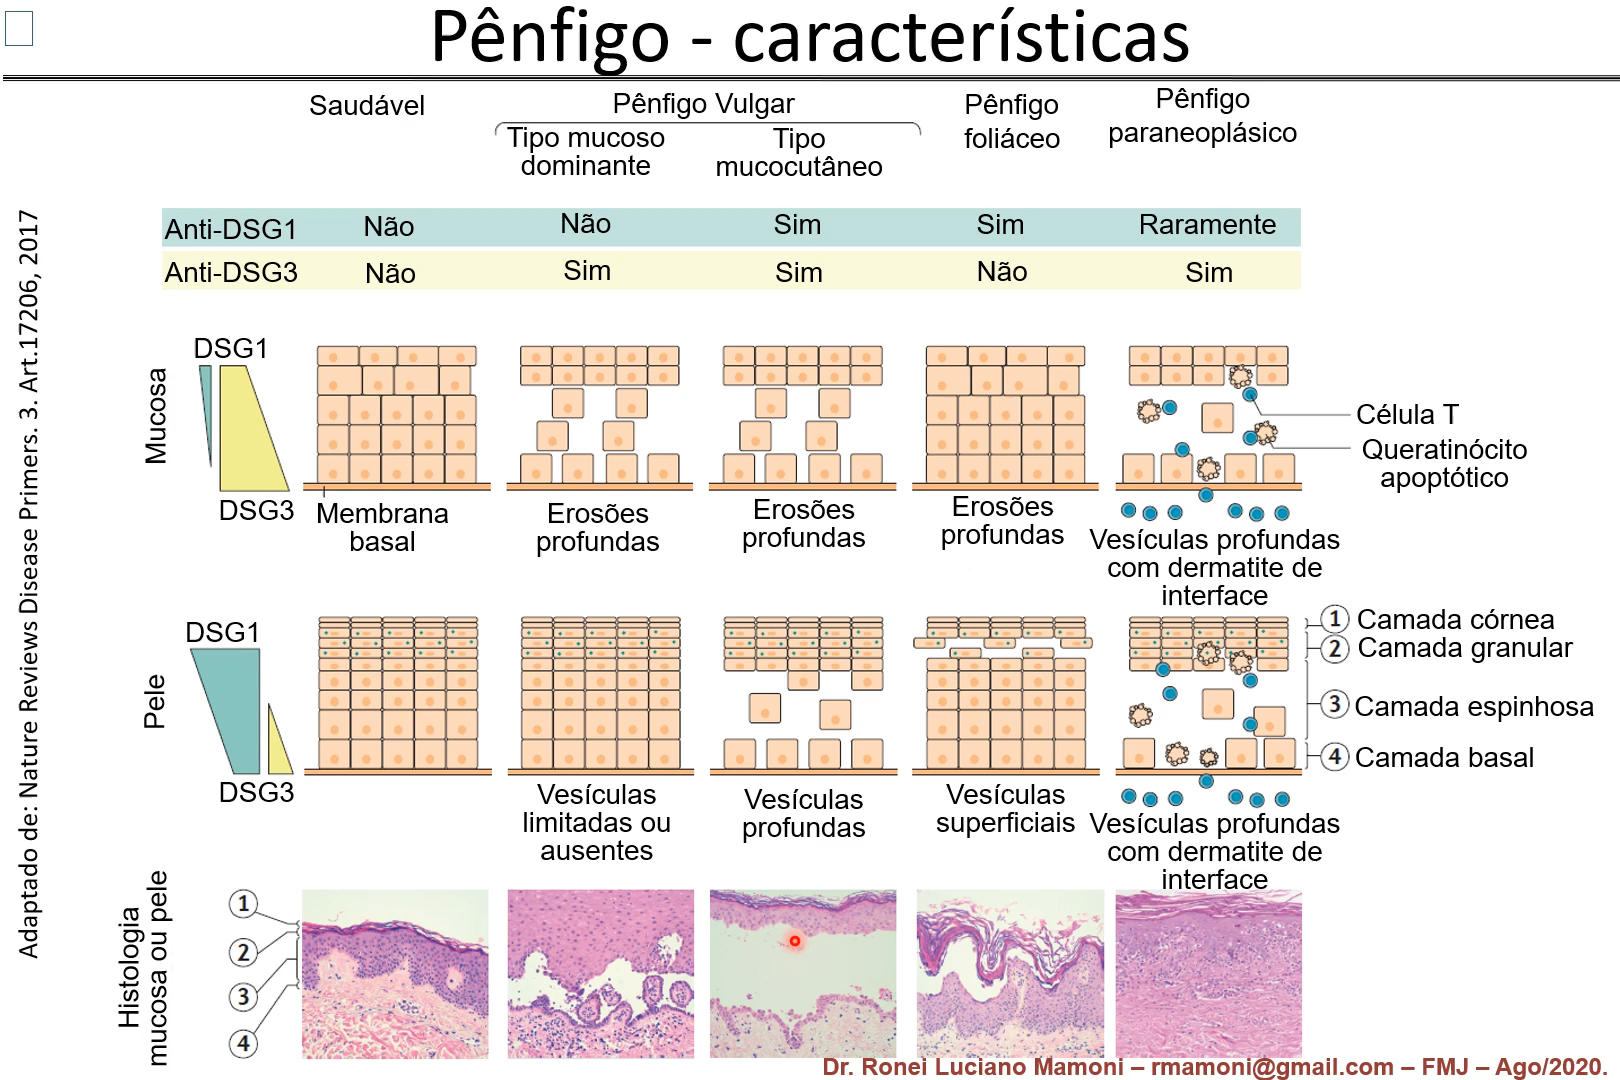 Pênfigo - características
Saudável
Pênfigo Vulgar
Tipo mucoso
dominante
Tipo
mucocutâneo
Pênfigo
foliáceo
Pênfigo
paraneoplásico
Anti-DSG1 Não Não Sim Sim Raramente
Anti-DSG3 Não Sim Sim Não Sim
Adaptado de: Nature Reviews Disease Primers. 3. Art.17206, 2017
Mucosa
DSG1
DSG3
Membrana
basal
Erosões
profundas
Erosões
profundas
Erosões
profundas
Célula T
Queratinócito
apoptótico
Vesículas profundas
com dermatite de
interface
Pele
DSG1
DSG3
Vesículas
limitadas ou
ausentes
Vesículas
profundas
Vesículas
superficiais
Vesículas profundas
com dermatite de
interface
1 Camada córnea
2 Camada granular
3 Camada espinhosa
4 Camada basal
Histologia
mucosa ou pele
1
2
3
4
Dr. Ronei Luciano Mamoni – rmamoni@gmail.com – FMJ – Ago/2020.